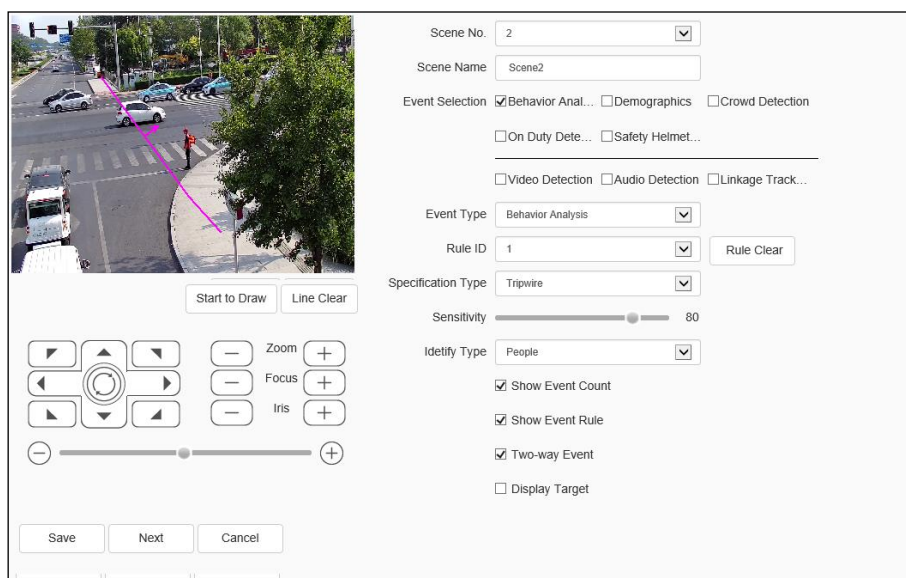 Scene No. 2
Scene Name Scene2
Event Selection Behavior Anal... Demographics Crowd Detection
On Duty Dete... Safety Helmet...
Video Detection Audio Detection Linkage Track...
Event Type Behavior Analysis
Rule ID 1 Rule Clear
Specification Type Tripwire
Start to Draw Line Clear
Sensitivity 80
Idetify Type People
Zoom
Focus
Iris
Show Event Count
Show Event Rule
Two-way Event
Display Target
Save Next Cancel